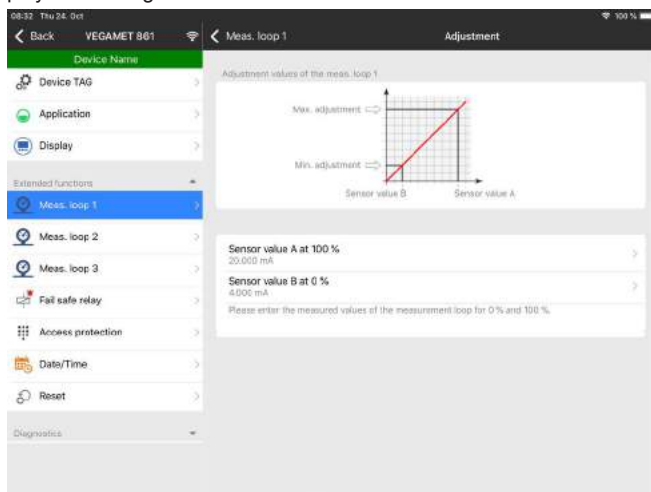 08:32 Thu 24. Oct
100 %
Back
VEGAMET 861
Meas. loop 1
Adjustment
Device Name
Device TAG
Application
Display
Extended functions
Meas. loop 1
Meas. loop 2
Meas. loop 3
Fail safe relay
Access protection
Date/Time
Reset
Diagnostics
Adjustment values of the meas. loop 1
Max. adjustment
Min. adjustment
Sensor value B
Sensor value A
Sensor value A at 100 %
20.000 mA
Sensor value B at 0 %
4.000 mA
Please enter the measured values of the measurement loop for 0 % and 100 %.